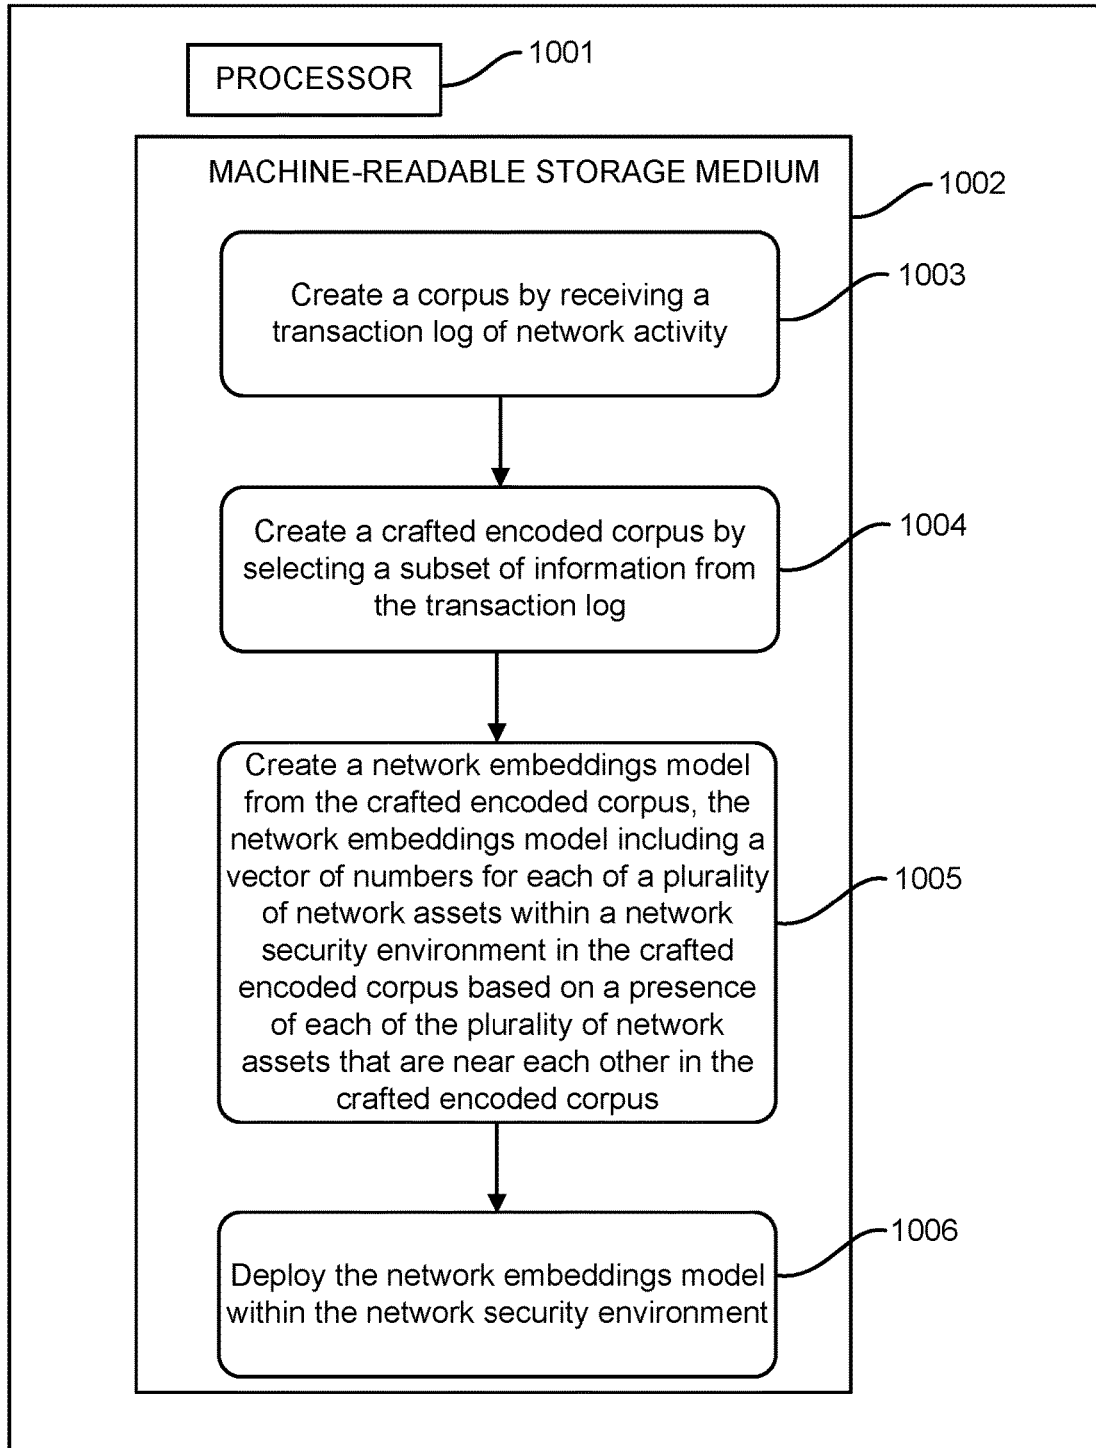 PROCESSOR
1001
MACHINE-READABLE STORAGE MEDIUM
1002
Create a corpus by receiving a
transaction log of network activity
1003
Create a crafted encoded corpus by
selecting a subset of information from
the transaction log
1004
Create a network embeddings model
from the crafted encoded corpus, the
network embeddings model including a
vector of numbers for each of a plurality
of network assets within a network
security environment in the crafted
encoded corpus based on a presence
of each of the plurality of network
assets that are near each other in the
crafted encoded corpus
1005
Deploy the network embeddings model
within the network security environment
1006